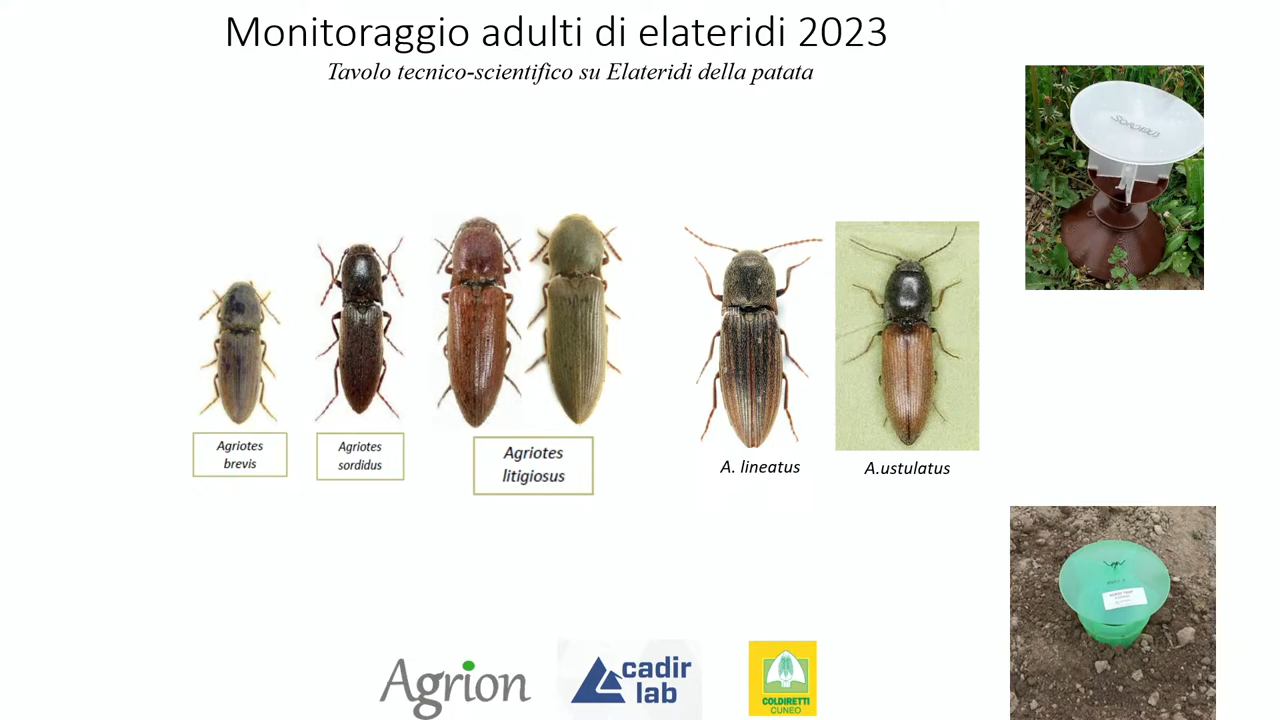 Monitoraggio adulti di elateridi 2023
Tavolo tecnico-scientifico su Elateridi della patata
SORDIDUS
Agriotes
brevis
Agriotes
sordidus
Agriotes
litigiosus
A. lineatus
A.ustulatus
Agrion
cadir
lab
COLDIRETTI
CUNEO